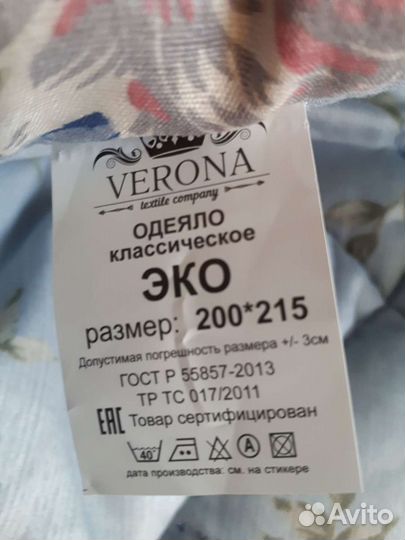 VERONA
textile company
ОДЕЯЛО
классическое
ЭКО
размер: 200*215
Допустимая погрешность размера +/- 3см
ГОСТ Р 55857-2013
ТР ТС 017/2011
ЕАС Товар сертифицирован
40° A
дата производства: см. на стикере
Avito